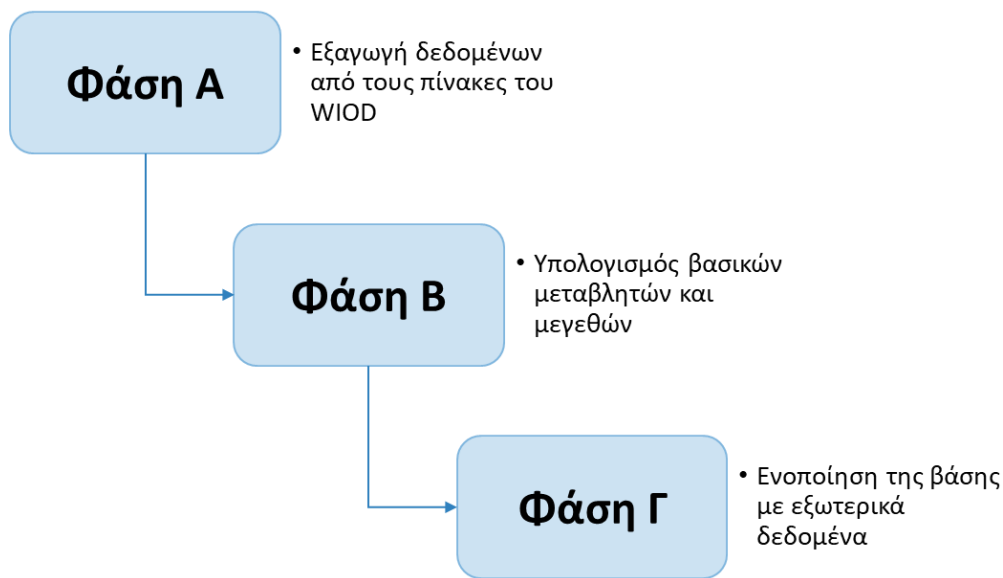 Φάση Α
• Εξαγωγή δεδομένων
από τους πίνακες του
WIOD
Φάση Β
• Υπολογισμός βασικών
μεταβλητών και
μεγεθών
Φάση Γ
• Ενοποίηση της βάσης
με εξωτερικά
δεδομένα